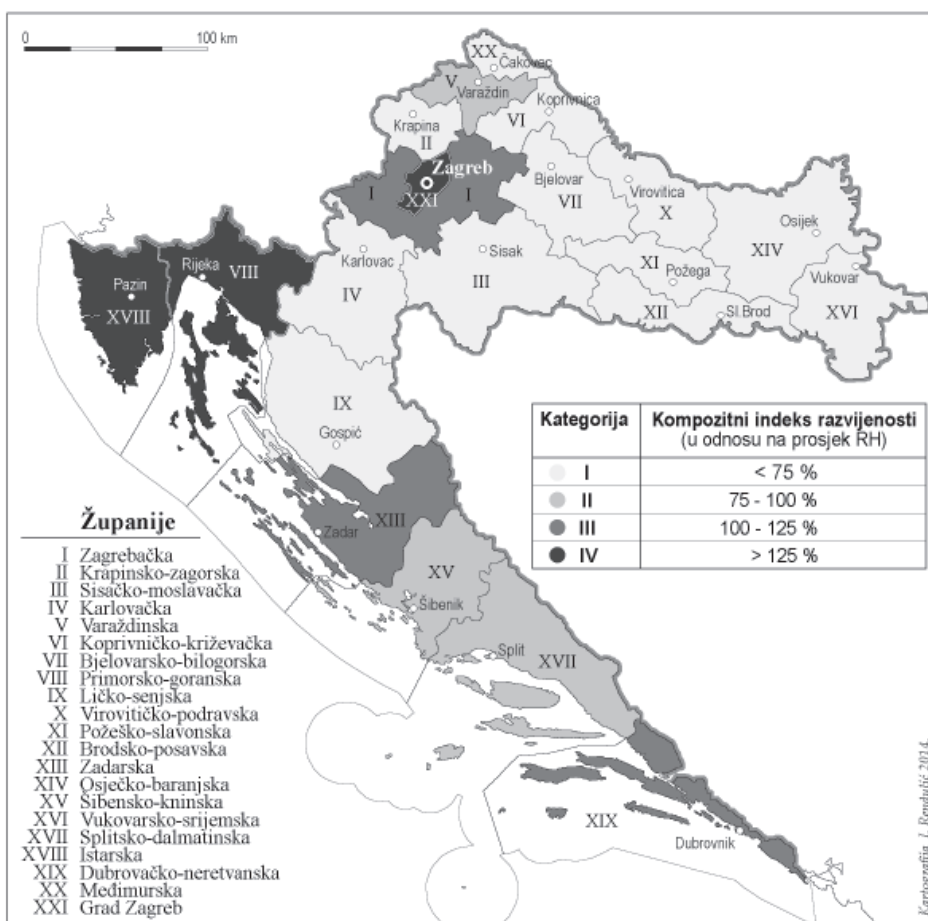 0 100 km
XX
Čakovec
V
Varaždin
Koprivnica
VI
Krapina
II
Zagreb
I
XXI
I
Bjelovar
VII
Virovitica
X
Osijek
XIV
Rijeka
VIII
Pazin
XVIII
Karlovac
IV
Sisak
III
XI
Požega
XII
Sl.Brod
Vukovar
XVI
IX
Gospić
XIII
Zadar
XV
Šibenik
Split
XVII
XIX
Dubrovnik
Kategorija Kompozitni indeks razvijenosti
(u odnosu na prosjek RH)
I < 75 %
II 75 - 100 %
III 100 - 125 %
IV > 125 %
Županije
I Zagrebačka
II Krapinsko-zagorska
III Sisačko-moslavačka
IV Karlovačka
V Varaždinska
VI Koprivničko-križevačka
VII Bjelovarsko-bilogorska
VIII Primorsko-goranska
IX Ličko-senjska
X Virovitičko-podravska
XI Požeško-slavonska
XII Brodsko-posavska
XIII Zadarska
XIV Osječko-baranjska
XV Šibensko-kninska
XVI Vukovarsko-srijemska
XVII Splitsko-dalmatinska
XVIII Istarska
XIX Dubrovačko-neretvanska
XX Međimurska
XXI Grad Zagreb
Kartografija, I. Rendulić 2014.